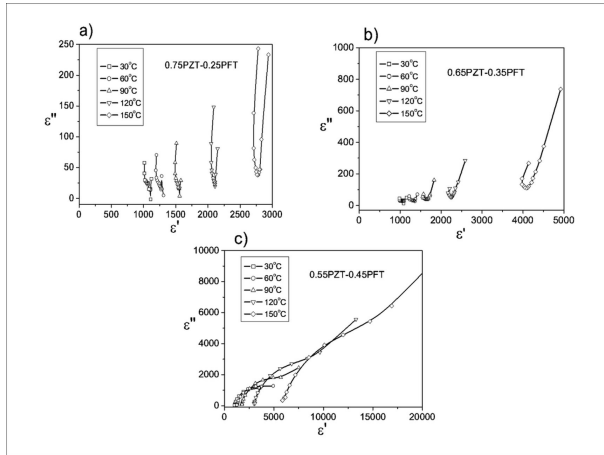 a)
0.75PZT-0.25PFT
30°C
60°C
90°C
120°C
150°C
ε"
250
200
150
100
50
0
0 500 1000 1500 2000 2500 3000
ε'
b)
0.65PZT-0.35PFT
30°C
60°C
90°C
120°C
150°C
ε"
1000
800
600
400
200
0
0 1000 2000 3000 4000 5000
ε'
c)
0.55PZT-0.45PFT
30°C
60°C
90°C
120°C
150°C
ε"
10000
8000
6000
4000
2000
0
0 5000 10000 15000 20000
ε'